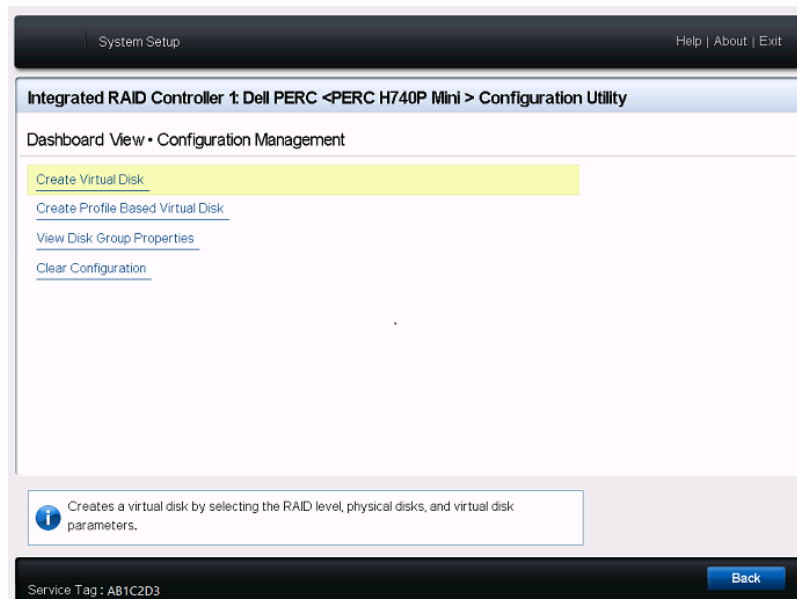 System Setup
Help | About | Exit
Integrated RAID Controller 1: Dell PERC <PERC H740P Mini > Configuration Utility
Dashboard View • Configuration Management
Create Virtual Disk
Create Profile Based Virtual Disk
View Disk Group Properties
Clear Configuration
Creates a virtual disk by selecting the RAID level, physical disks, and virtual disk
parameters.
Back
Service Tag : AB1C2D3